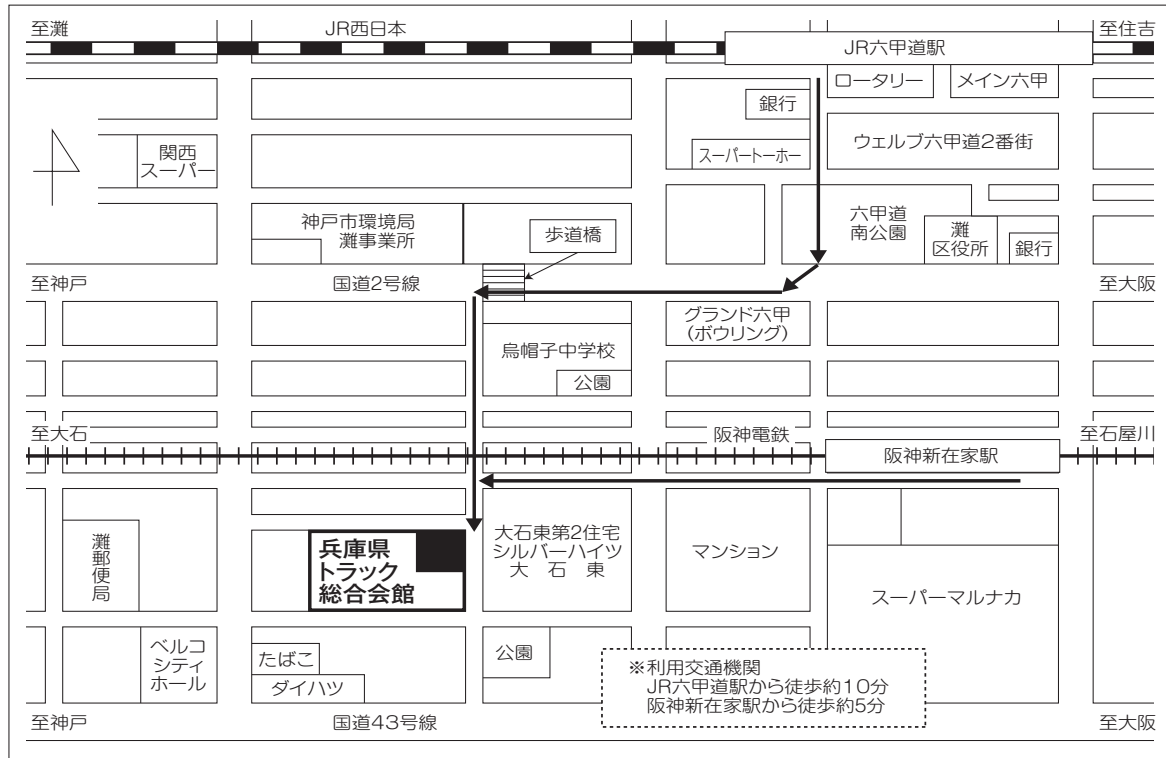 至灘
JR西日本
至住吉
JR六甲道駅
ロータリー
メイン六甲
銀行
関西
スーパー
スーパートーホー
ウェルブ六甲道2番街
神戸市環境局
灘事業所
歩道橋
六甲道
南公園
灘
区役所
銀行
至神戸
国道2号線
至大阪
グランド六甲
(ボウリング)
烏帽子中学校
公園
至大石
阪神電鉄
至石屋川
阪神新在家駅
灘郵便局
兵庫県
トラック
総合会館
大石東第2住宅
シルバーハイツ
大石東
マンション
スーパーマルナカ
ベルコ
シティ
ホール
たばこ
ダイハツ
公園
※利用交通機関
JR六甲道駅から徒歩約10分
阪神新在家駅から徒歩約5分
至神戸
国道43号線
至大阪